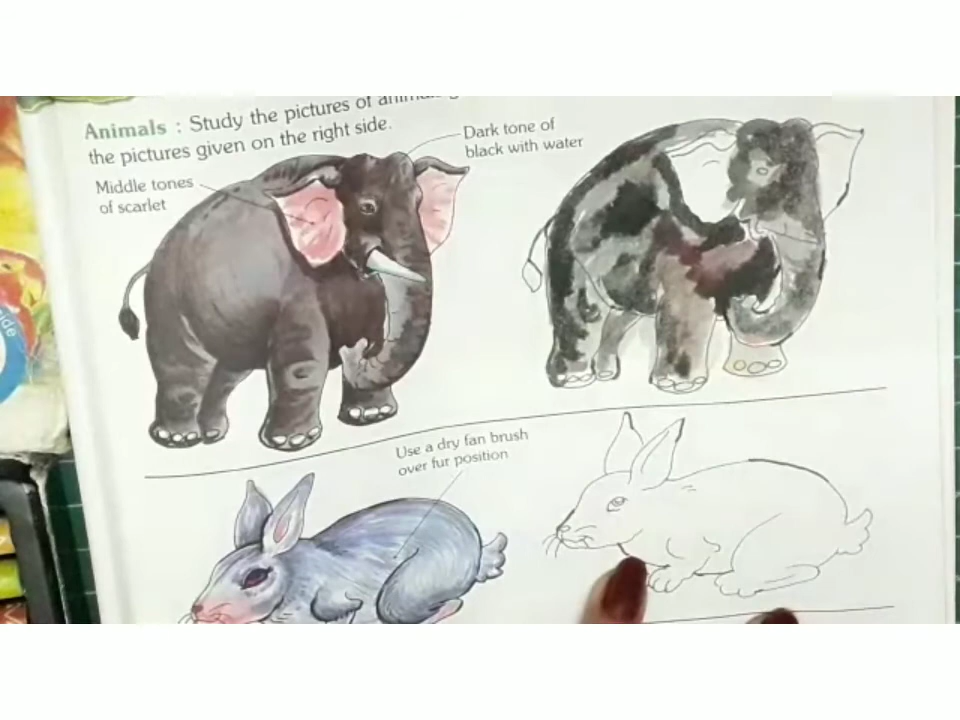 Animals : Study the pictures of
the pictures given on the right side.
Dark tone of
black with water
Middle tones
of scarlet
Use a dry fan brush
over fur position